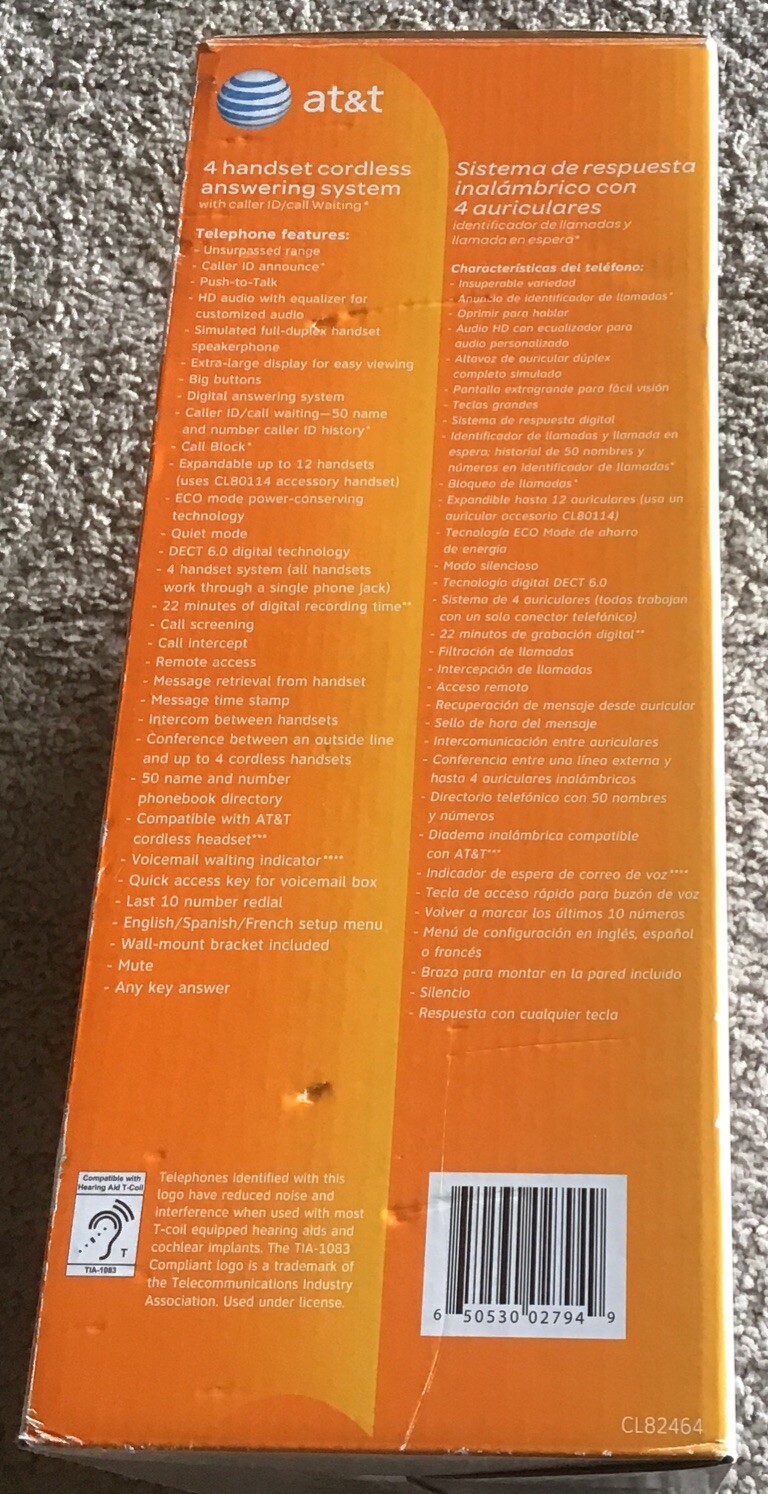 at&t
4 handset cordless
answering system
with caller ID/call Waiting*
Telephone features:
- Unsurpassed range
- Caller ID announce*
- Push-to-Talk
- HD audio with equalizer for
customized audio
- Simulated full-duplex handset
speakerphone
- Extra-large display for easy viewing
- Big buttons
- Digital answering system
- Caller ID/call waiting—50 name
and number caller ID history*
- Call Block*
- Expandable up to 12 handsets
(uses CL80114 accessory handset)
- ECO mode power-conserving
technology
- Quiet mode
- DECT 6.0 digital technology
- 4 handset system (all handsets
work through a single phone jack)
- 22 minutes of digital recording time**
- Call screening
- Call intercept
- Remote access
- Message retrieval from handset
- Message time stamp
- Intercom between handsets
- Conference between an outside line
and up to 4 cordless handsets
- 50 name and number
phonebook directory
- Compatible with AT&T
cordless headset***
- Voicemail waiting indicator****
- Quick access key for voicemail box
- Last 10 number redial
- English/Spanish/French setup menu
- Wall-mount bracket included
- Mute
- Any key answer
Sistema de respuesta
inalámbrico con
4 auriculares
identificador de llamadas y
llamada en espera*
Characterísticas del teléfono:
- Insuperable variedad
- Anuncio de identificador de llamadas*
- Oprimir para hablar
- Audio HD con ecualizador para
audio personalizado
- Altavoz de auricular dúplex
completo simulado
- Pantalla extragrande para fácil visión
- Teclas grandes
- Sistema de respuesta digital
- Identificador de llamadas y llamada en
espera; historial de 50 nombres y
números en identificador de llamadas*
- Bloqueo de llamadas*
- Expandible hasta 12 auriculares (usa un
auricular accesorio CL80114)
- Tecnología ECO Mode de ahorro
de energía
- Modo silencioso
- Tecnología digital DECT 6.0
- Sistema de 4 auriculares (todos trabajan
con un solo conector telefónico)
- 22 minutos de grabación digital**
- Filtración de llamadas
- Intercepción de llamadas
- Acceso remoto
- Recuperación de mensaje desde auricular
- Sello de hora del mensaje
- Intercomunicación entre auriculares
- Conferencia entre una línea externa y
hasta 4 auriculares inalámbricos
- Directorio telefónico con 50 nombres
y números
- Diadema inalámbrica compatible
con AT&T***
- Indicador de espera de correo de voz****
- Tecla de acceso rápido para buzón de voz
- Volver a marcar los últimos 10 números
- Menú de configuración en inglés, español
o francés
- Brazo para montar en la pared incluido
- Silencio
- Respuesta con cualquier tecla
Compatible with
Hearing Aid T-Coil
T
TIA-1083
Telephones identified with this
logo have reduced noise and
interference when used with most
T-coil equipped hearing aids and
cochlear implants. The TIA-1083
Compliant logo is a trademark of
the Telecommunications Industry
Association. Used under license.
6 50530 02794 9
CL82464